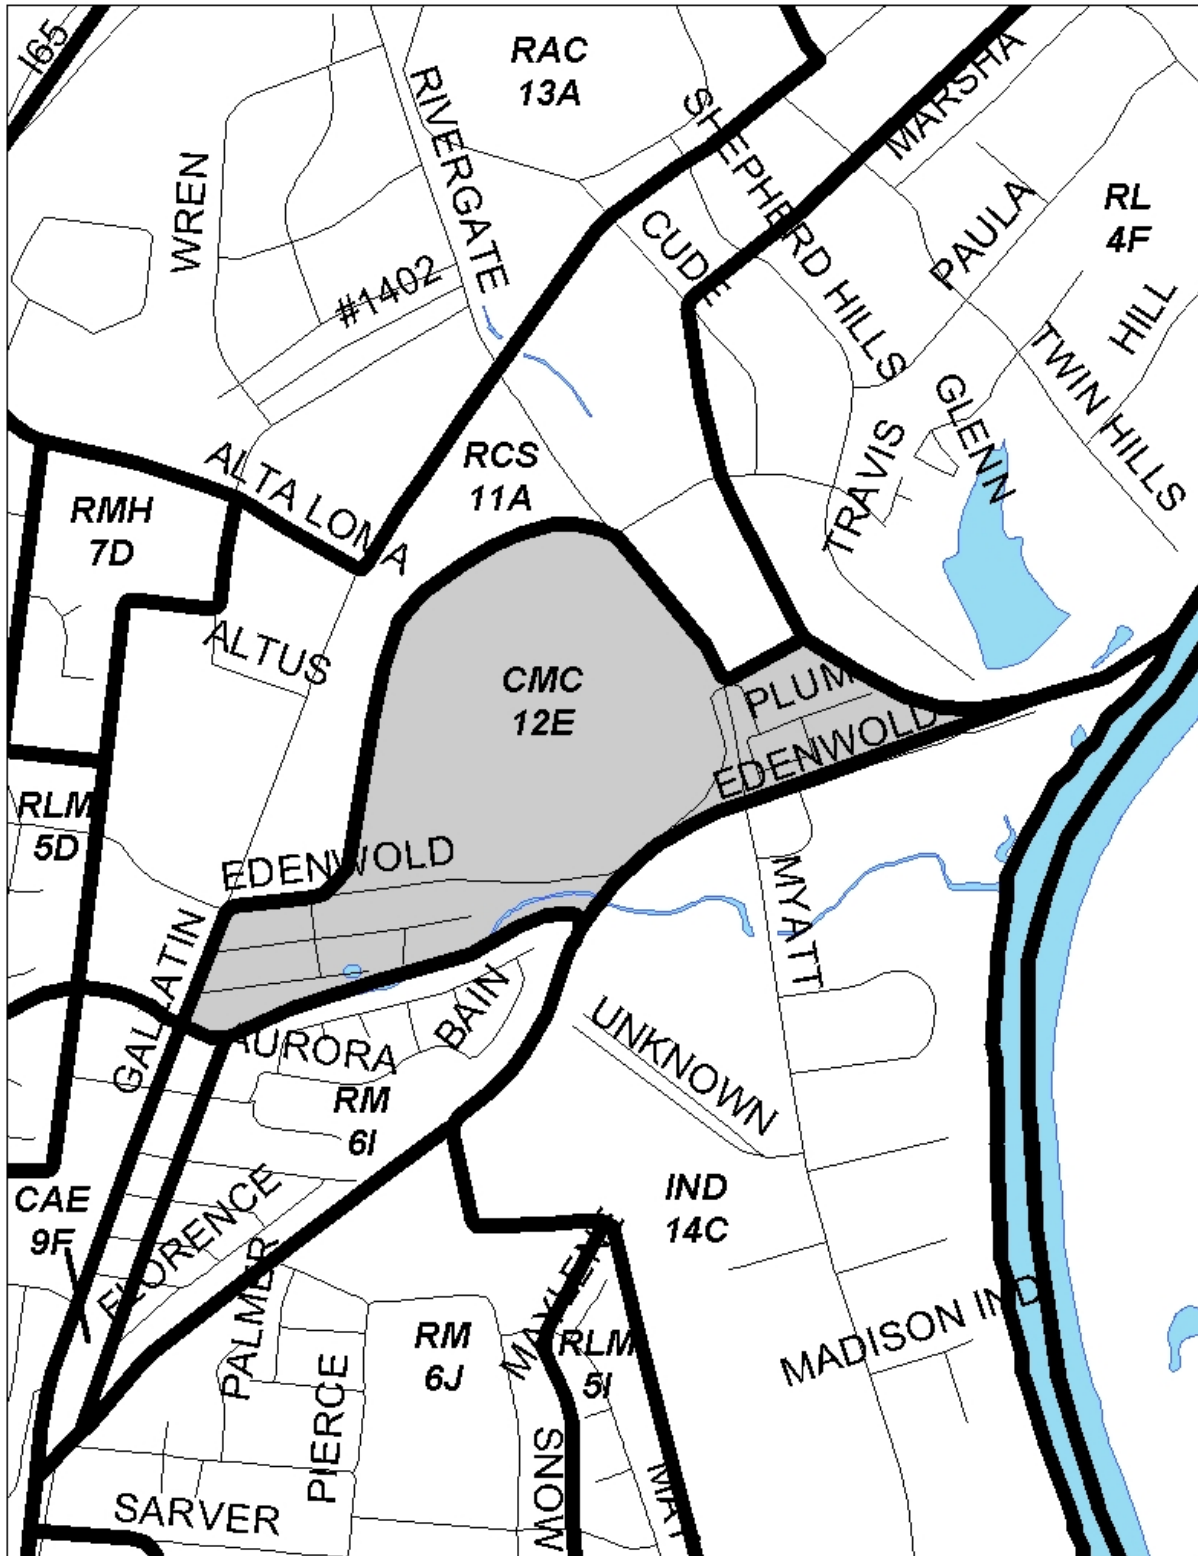 I65
RAC
13A
RIVERGATE
SHEPHERD HILLS
MARSHA
WREN
CUDE
PAULA
RL
4F
#1402
HILL
TWIN HILLS
GLENN
TRAVIS
ALTA LOMA
RCS
11A
RMH
7D
ALTUS
CMC
12E
PLUM
EDENWOLD
RLM
5D
EDENWOLD
MYATT
GALLATIN
BAIN
AURORA
UNKNOWN
RM
6I
CAE
9F
FLORENCE
PALMER
IND
14C
MADISON IND
RM
6J
RLM
5I
PIERCE
SNOW
MAY
SARVER